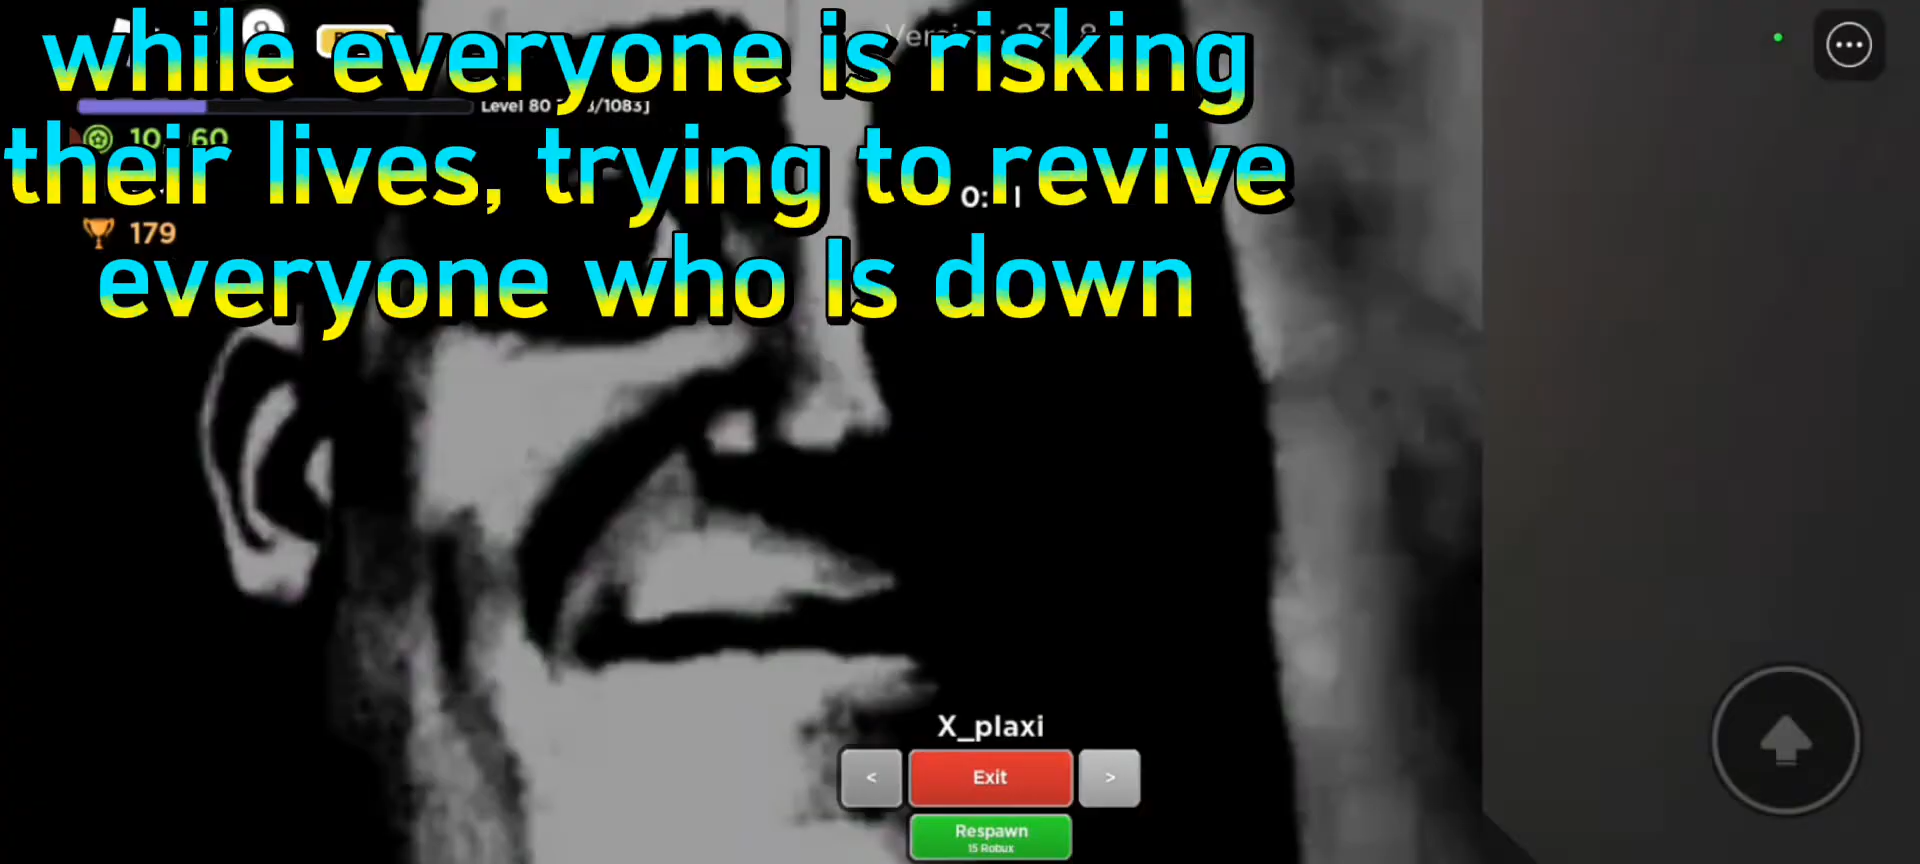 while everyone is risking
their lives, trying to revive
everyone who Is down
Level 80
179
X_plaxi
<
Exit
>
Respawn
15 Robux